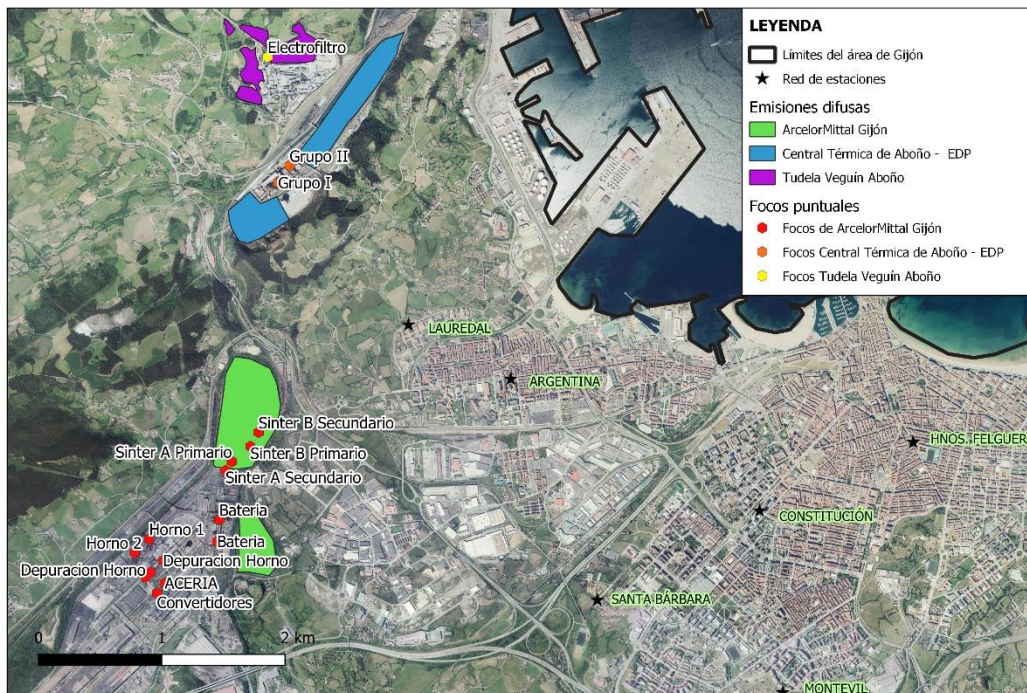 LEYENDA
Límites del área de Gijón
Red de estaciones
Emisiones difusas
ArcelorMittal Gijón
Central Térmica de Aboño - EDP
Tudela Veguín Aboño
Focos puntuales
Focos de ArcelorMittal Gijón
Focos Central Térmica de Aboño - EDP
Focos Tudela Veguín Aboño
Electrofiltro
Grupo II
Grupo I
LAUREDAL
ARGENTINA
Sinter B Secundario
Sinter A Primario
Sinter B Primario
Sinter A Secundario
HNOS. FELGUER
Bateria
CONSTITUCIÓN
Horno 1
Horno 2
Bateria
Depuracion Horno
Depuracion Horno
ACERIA
Convertidores
SANTA BÁRBARA
0 1 2 km
MONTEVIL